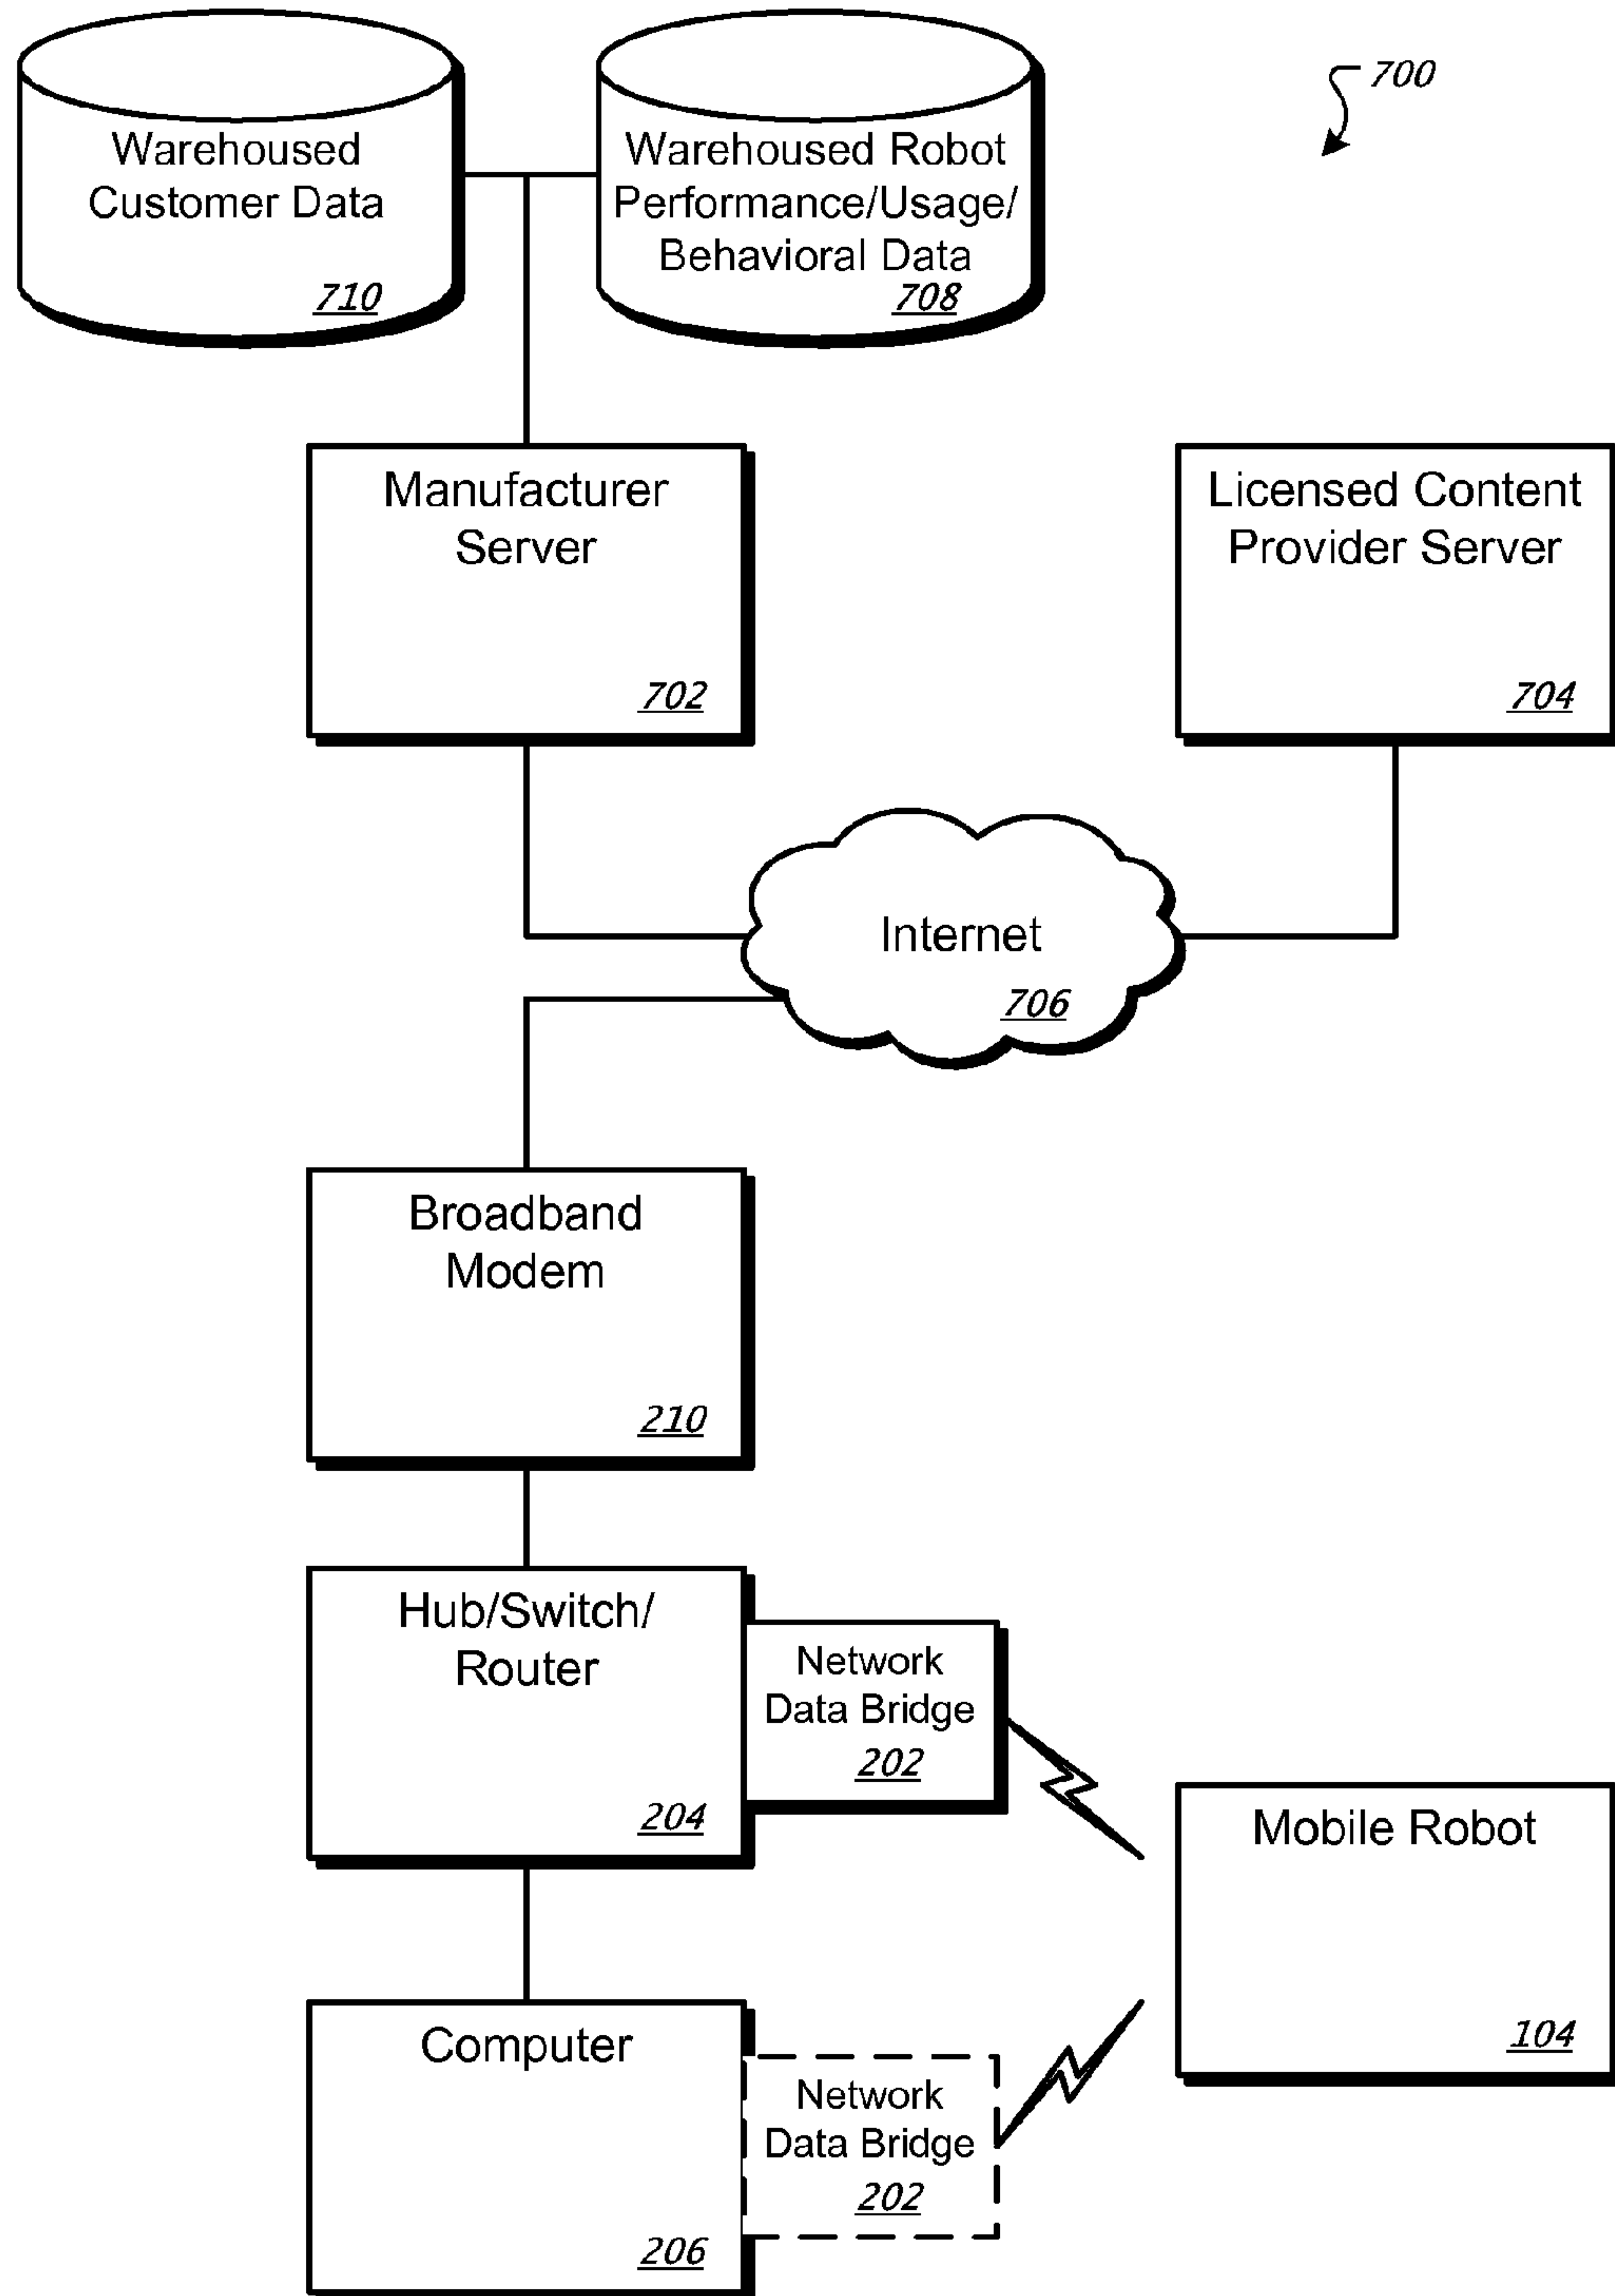 Warehoused
Customer Data
710
Warehoused Robot
Performance/Usage/
Behavioral Data
708
700
Manufacturer
Server
702
Licensed Content
Provider Server
704
Internet
706
Broadband
Modem
210
Hub/Switch/
Router
204
Network
Data Bridge
202
Mobile Robot
104
Computer
206
Network
Data Bridge
202